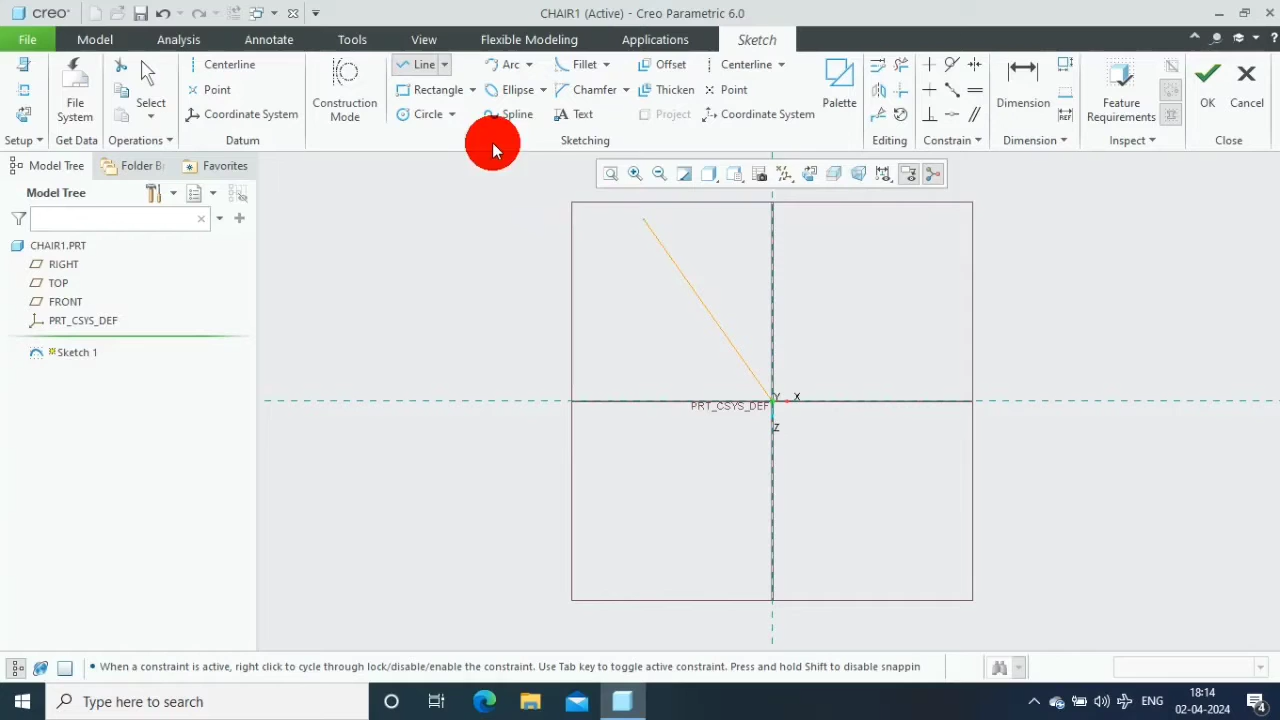 creo
CHAIR1 (Active) - Creo Parametric 6.0
File Model Analysis Annotate Tools View Flexible Modeling Applications Sketch
Line Arc Fillet Offset Centerline
Centerline
Point
Coordinate System
Rectangle Ellipse Chamfer Thicken Point
Circle Spline Text Project Coordinate System
File
System
Select
Construction
Mode
Palette
Dimension
Feature
Requirements
OK Cancel
Setup Get Data Operations Datum Sketching Editing Constrain Dimension Inspect Close
Model Tree Folder Br Favorites
Model Tree
CHAIR1.PRT
RIGHT
TOP
FRONT
PRT_CSYS_DEF
Sketch 1
Y X
PRT_CSYS_DEF
Z
REF
• When a constraint is active, right click to cycle through lock/disable/enable the constraint. Use Tab key to toggle active constraint. Press and hold Shift to disable snappin
Type here to search
ENG
18:14
02-04-2024
4